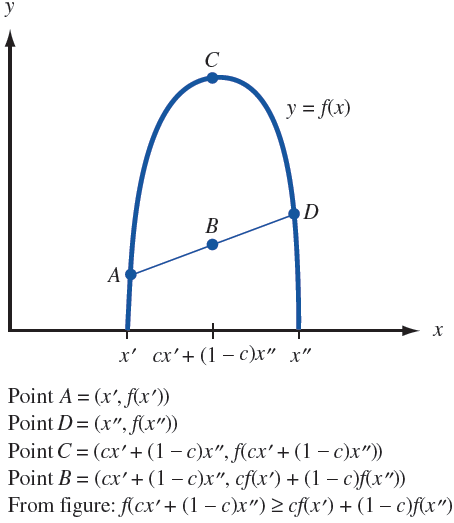 y
C
y = f(x)
D
B
A
x
x′ cx′ + (1 – c)x″ x″
Point A = (x′, f(x′))
Point D = (x″, f(x″))
Point C = (cx′ + (1 – c)x″, f(cx′ + (1 – c)x″))
Point B = (cx′ + (1 – c)x″, cf(x′) + (1 – c)f(x″))
From figure: f(cx′ + (1 – c)x″) ≥ cf(x′) + (1 – c)f(x″)